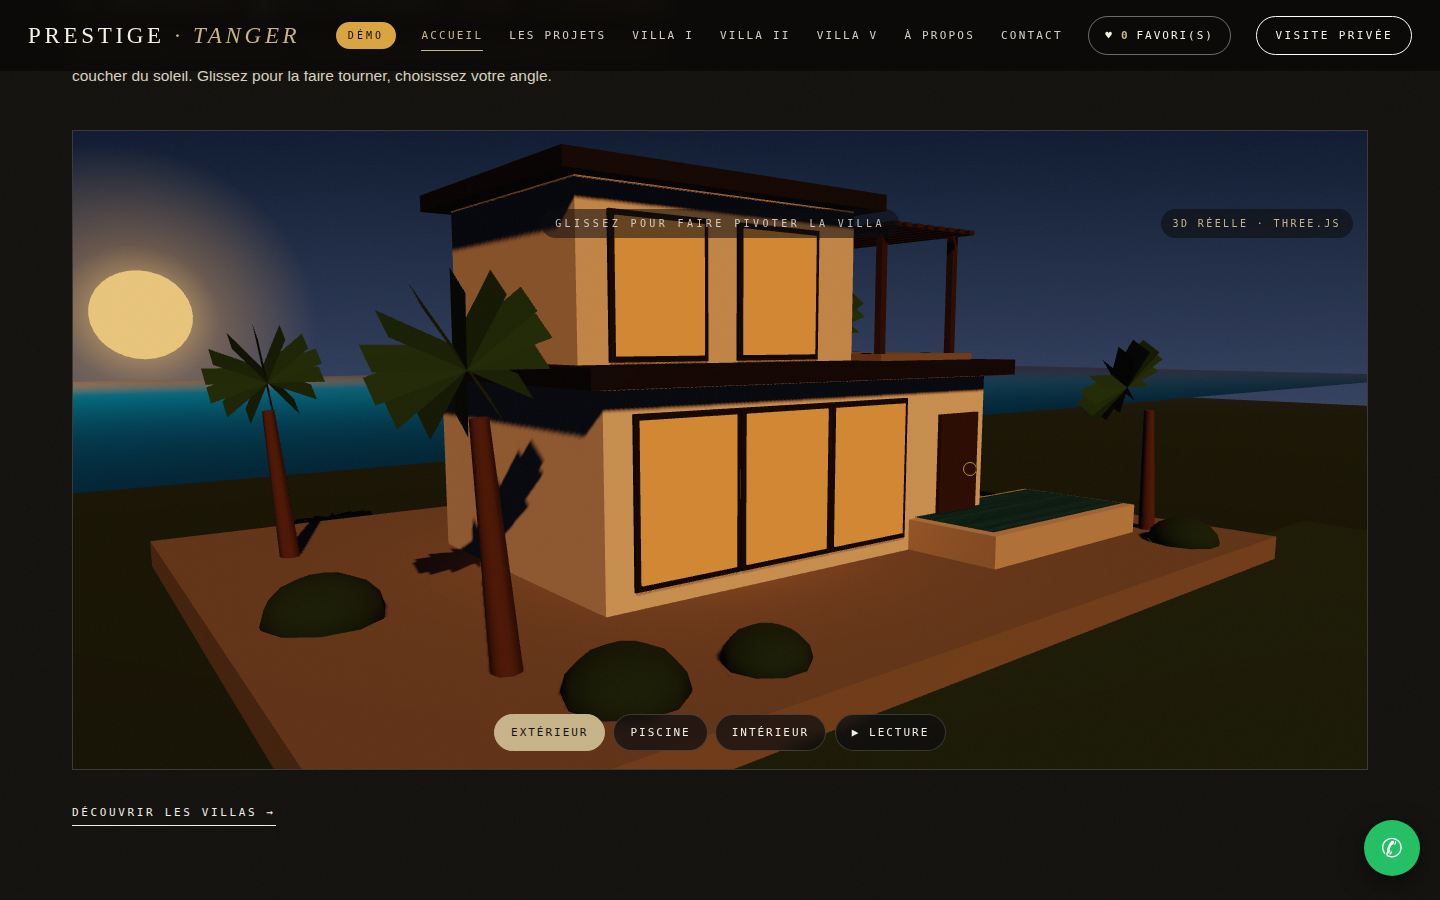 PRESTIGE · TANGER
DÉMO
ACCUEIL
LES PROJETS
VILLA I
VILLA II
VILLA V
À PROPOS
CONTACT
♥ 0 FAVORI(S)
VISITE PRIVÉE
coucher du soleil. Glissez pour la faire tourner, choisissez votre angle.
GLISSEZ POUR FAIRE PIVOTER LA VILLA
3D RÉELLE · THREE.JS
EXTÉRIEUR
PISCINE
INTÉRIEUR
▶ LECTURE
DÉCOUVRIR LES VILLAS →